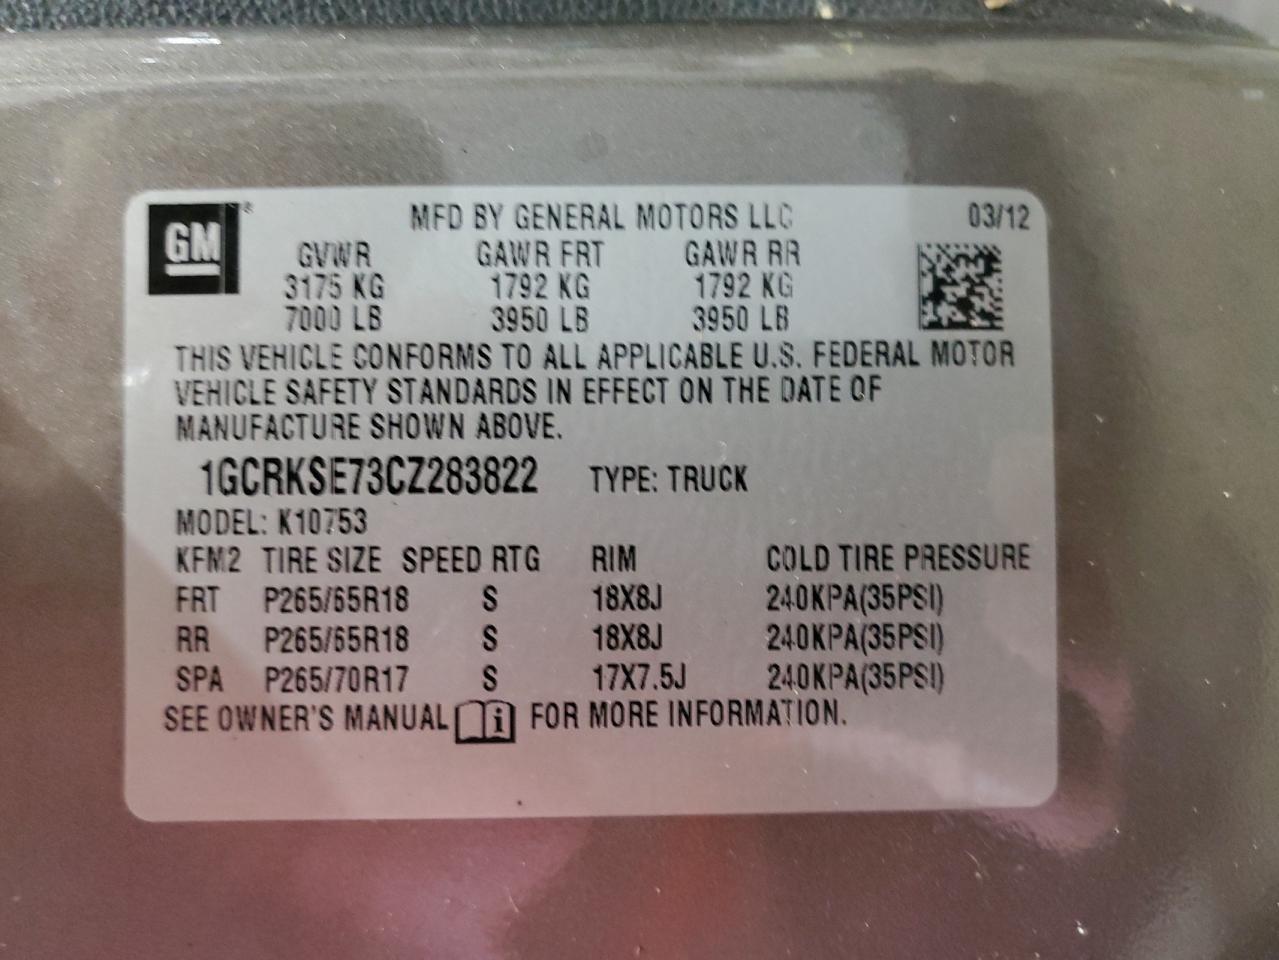 GM® MFD BY GENERAL MOTORS LLC 03/12
GVWR GAWR FRT GAWR RR
3175 KG 1792 KG 1792 KG
7000 LB 3950 LB 3950 LB
THIS VEHICLE CONFORMS TO ALL APPLICABLE U.S. FEDERAL MOTOR
VEHICLE SAFETY STANDARDS IN EFFECT ON THE DATE OF
MANUFACTURE SHOWN ABOVE.
1GCRKSE73CZ283822 TYPE: TRUCK
MODEL: K10753
KFM2 TIRE SIZE SPEED RTG RIM COLD TIRE PRESSURE
FRT P265/65R18 S 18X8J 240KPA(35PSI)
RR P265/65R18 S 18X8J 240KPA(35PSI)
SPA P265/70R17 S 17X7.5J 240KPA(35PSI)
SEE OWNER'S MANUAL i FOR MORE INFORMATION.